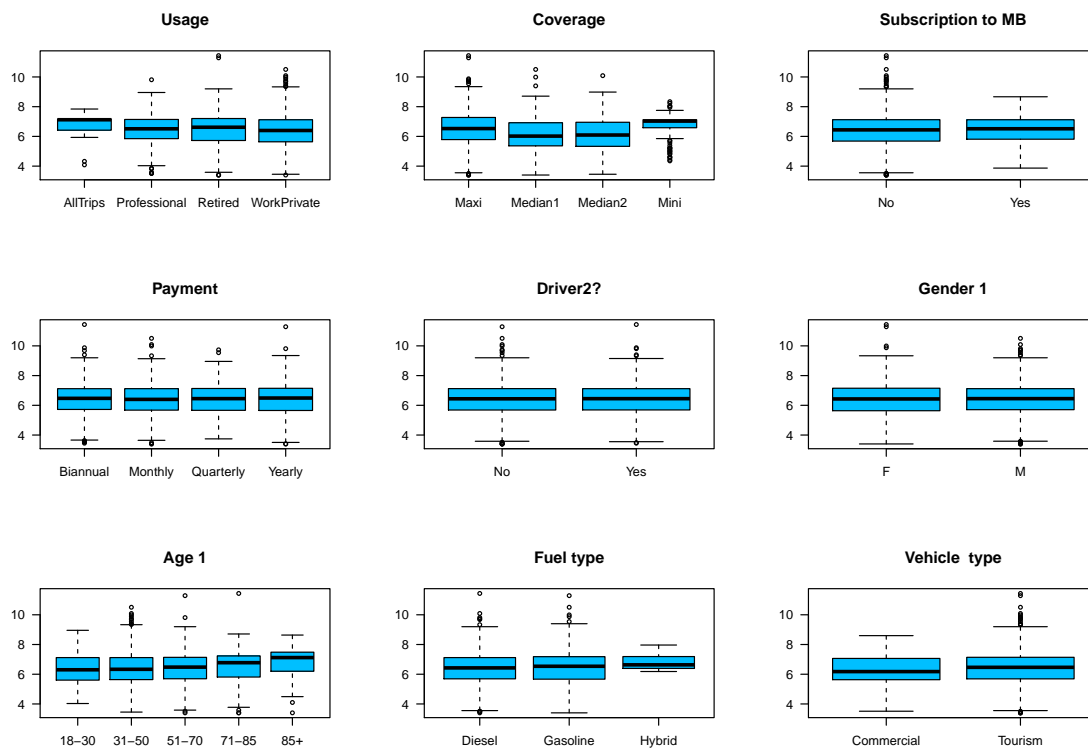 Usage
10
8
6
4
AllTrips Professional Retired WorkPrivate
Coverage
10
8
6
4
Maxi Median1 Median2 Mini
Subscription to MB
10
8
6
4
No Yes
Payment
10
8
6
4
Biannual Monthly Quarterly Yearly
Driver2?
10
8
6
4
No Yes
Gender 1
10
8
6
4
F M
Age 1
10
8
6
4
18–30 31–50 51–70 71–85 85+
Fuel type
10
8
6
4
Diesel Gasoline Hybrid
Vehicle type
10
8
6
4
Commercial Tourism